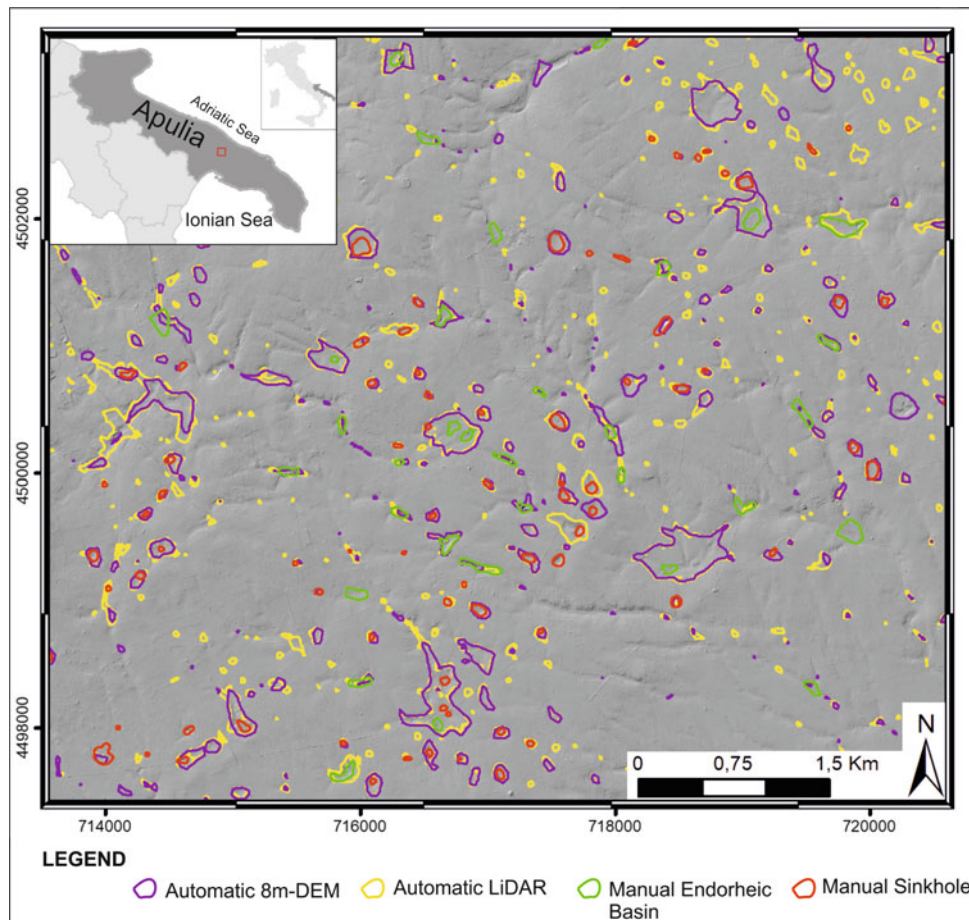 Apulia
Adriatic Sea
Ionian Sea
4502000
4500000
4498000
N
0 0,75 1,5 Km
714000 716000 718000 720000
LEGEND
Automatic 8m-DEM Automatic LiDAR Manual Endorheic Manual Sinkhole
Basin